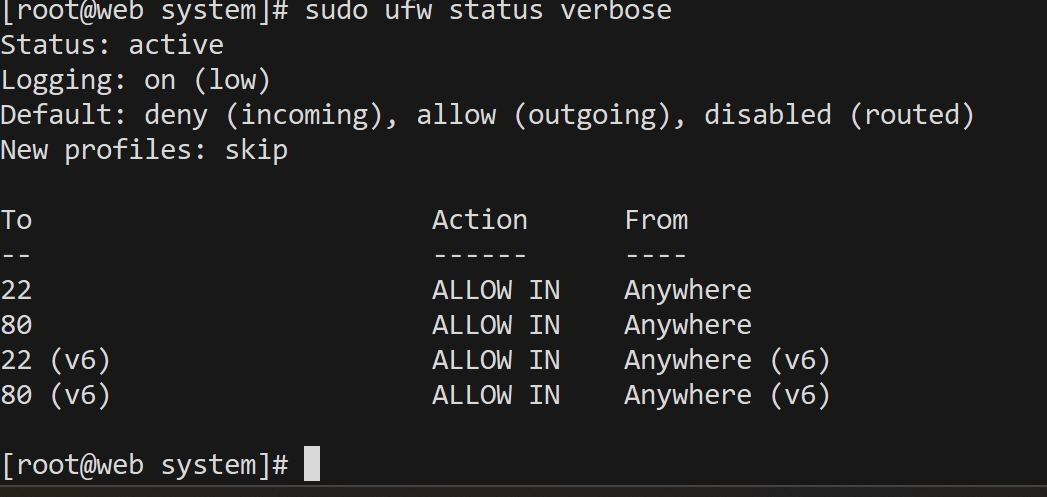 [root@web system]# sudo ufw status verbose
Status: active
Logging: on (low)
Default: deny (incoming), allow (outgoing), disabled (routed)
New profiles: skip

To                         Action      From
--                         ------      ----
22                         ALLOW IN    Anywhere
80                         ALLOW IN    Anywhere
22 (v6)                    ALLOW IN    Anywhere (v6)
80 (v6)                    ALLOW IN    Anywhere (v6)

[root@web system]#